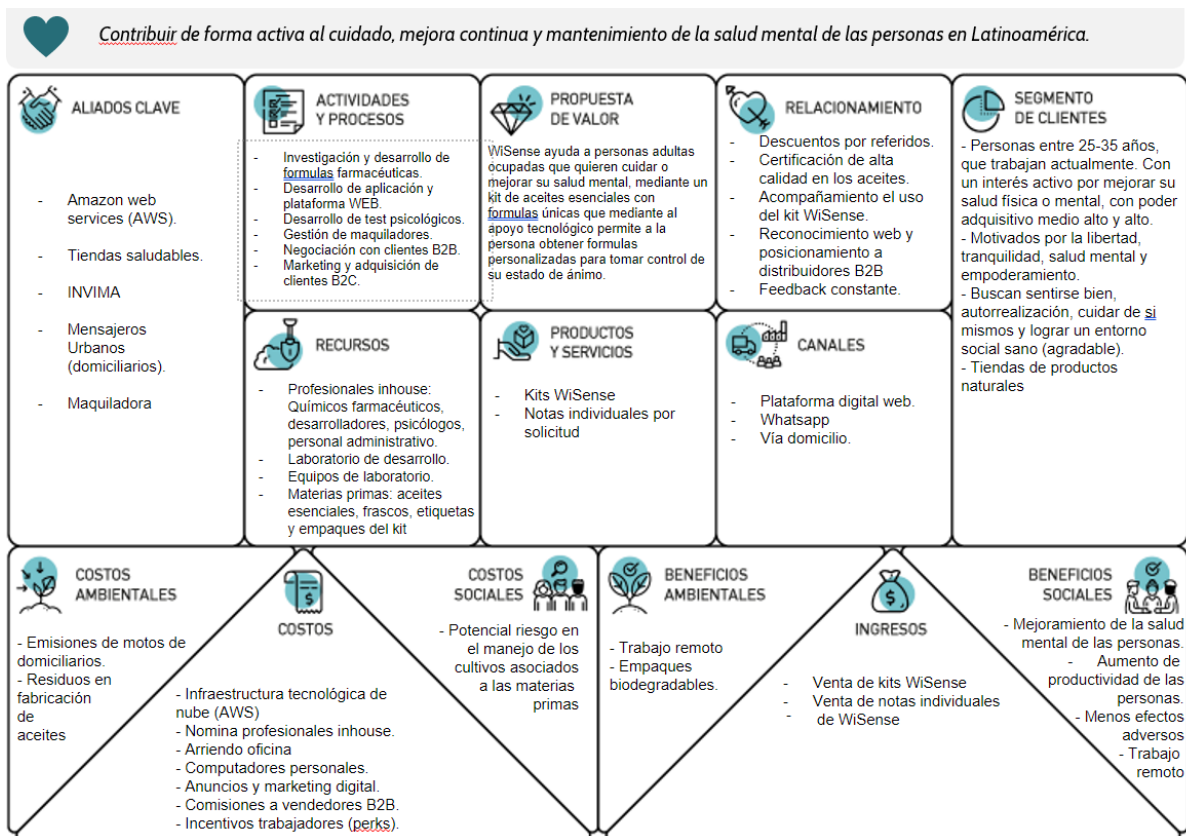 Contribuir de forma activa al cuidado, mejora continua y mantenimiento de la salud mental de las personas en Latinoamérica.
ALIADOS CLAVE
- Amazon web
services (AWS).
- Tiendas saludables.
- INVIMA
- Mensajeros
Urbanos
(domiciliarios).
- Maquiladora
ACTIVIDADES
Y PROCESOS
- Investigación y desarrollo de
formulas farmacéuticas.
- Desarrollo de aplicación y
plataforma WEB.
- Desarrollo de test psicológicos.
- Gestión de maquiladores.
- Negociación con clientes B2B.
- Marketing y adquisición de
clientes B2C.
RECURSOS
- Profesionales inhouse:
Químicos farmacéuticos,
desarrolladores, psicólogos,
personal administrativo.
- Laboratorio de desarrollo.
- Equipos de laboratorio.
- Materias primas: aceites
esenciales, frascos, etiquetas
y empaques del kit
PROPUESTA
DE VALOR
WiSense ayuda a personas adultas
ocupadas que quieren cuidar o
mejorar su salud mental, mediante un
kit de aceites esenciales con
formulas únicas que mediante al
apoyo tecnológico permite a la
persona obtener formulas
personalizadas para tomar control de
su estado de ánimo.
PRODUCTOS
Y SERVICIOS
- Kits WiSense
- Notas individuales por
solicitud
RELACIONAMIENTO
- Descuentos por referidos.
- Certificación de alta
calidad en los aceites.
- Acompañamiento el uso
del kit WiSense.
- Reconocimiento web y
posicionamiento a
distribuidores B2B
- Feedback constante.
CANALES
- Plataforma digital web.
- Whatsapp
- Vía domicilio.
SEGMENTO
DE CLIENTES
- Personas entre 25-35 años,
que trabajan actualmente. Con
un interés activo por mejorar su
salud física o mental, con poder
adquisitivo medio alto y alto.
- Motivados por la libertad,
tranquilidad, salud mental y
empoderamiento.
- Buscan sentirse bien,
autorrealización, cuidar de si
mismos y lograr un entorno
social sano (agradable).
- Tiendas de productos
naturales
COSTOS
AMBIENTALES
- Emisiones de motos de
domiciliarios.
- Residuos en
fabricación
de
aceites
COSTOS
- Infraestructura tecnológica de
nube (AWS)
- Nomina profesionales inhouse.
- Arriendo oficina
- Computadores personales.
- Anuncios y marketing digital.
- Comisiones a vendedores B2B.
- Incentivos trabajadores (perks).
COSTOS
SOCIALES
- Potencial riesgo en
el manejo de los
cultivos asociados
a las materias
primas
BENEFICIOS
AMBIENTALES
- Trabajo remoto
- Empaques
biodegradables.
INGRESOS
- Venta de kits WiSense
- Venta de notas individuales
- de WiSense
BENEFICIOS
SOCIALES
- Mejoramiento de la salud
mental de las personas.
- Aumento de
productividad de las
personas.
- Menos efectos
adversos
- Trabajo
remoto